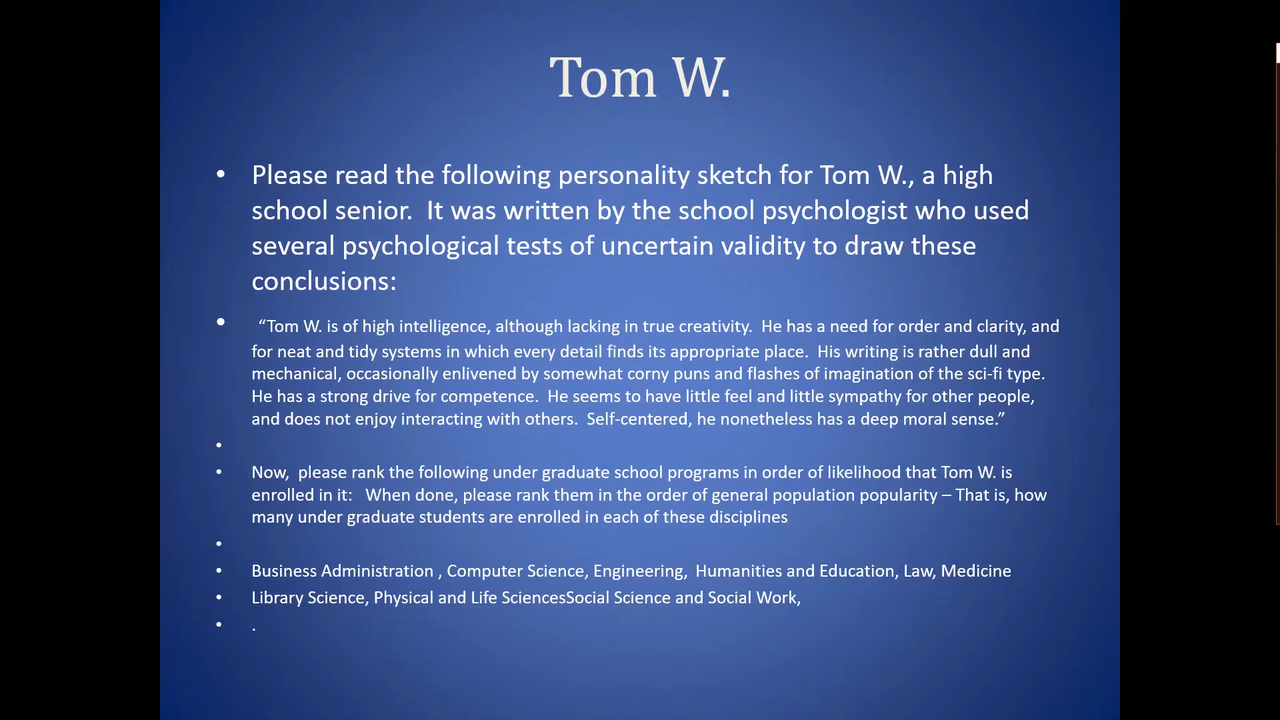 Tom W.
• Please read the following personality sketch for Tom W., a high
school senior.  It was written by the school psychologist who used
several psychological tests of uncertain validity to draw these
conclusions:
• “Tom W. is of high intelligence, although lacking in true creativity.  He has a need for order and clarity, and
for neat and tidy systems in which every detail finds its appropriate place.  His writing is rather dull and
mechanical, occasionally enlivened by somewhat corny puns and flashes of imagination of the sci-fi type.
He has a strong drive for competence.  He seems to have little feel and little sympathy for other people,
and does not enjoy interacting with others.  Self-centered, he nonetheless has a deep moral sense.”
•
• Now,  please rank the following under graduate school programs in order of likelihood that Tom W. is
enrolled in it:   When done, please rank them in the order of general population popularity – That is, how
many under graduate students are enrolled in each of these disciplines
•
• Business Administration , Computer Science, Engineering,  Humanities and Education, Law, Medicine
• Library Science, Physical and Life SciencesSocial Science and Social Work,
• .